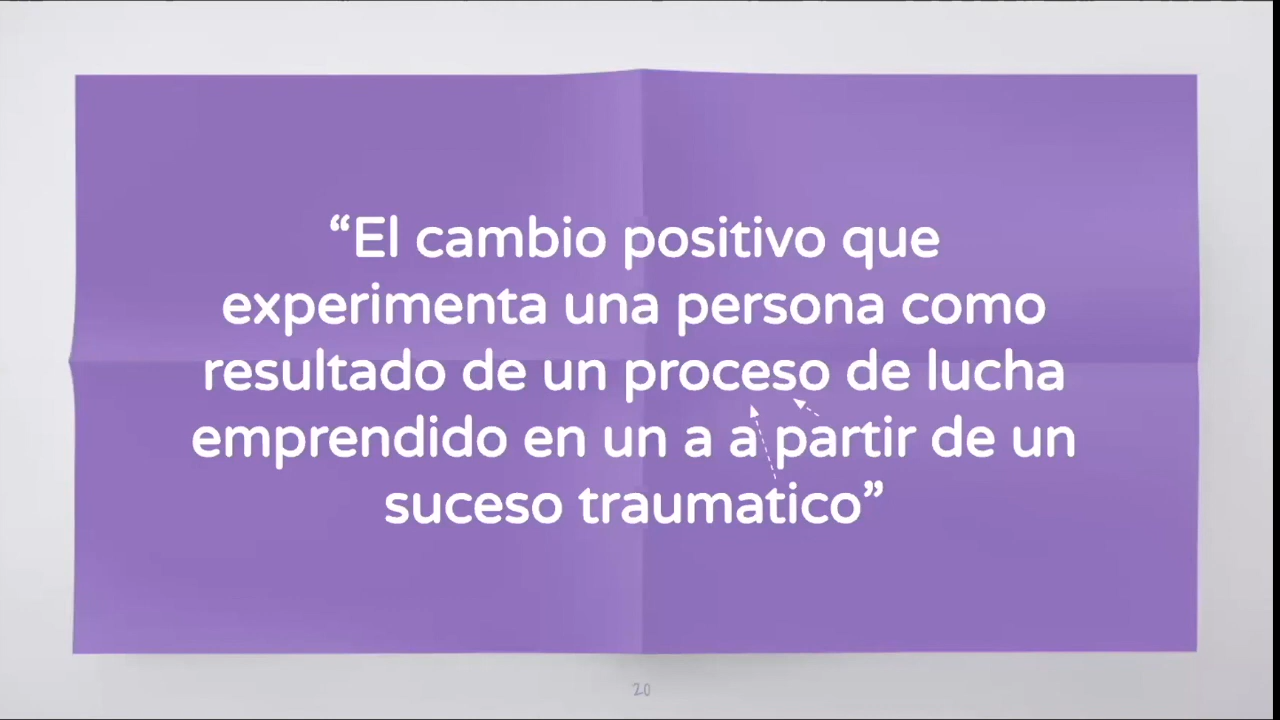 “El cambio positivo que
experimenta una persona como
resultado de un proceso de lucha
emprendido en un a a partir de un
suceso traumatico”
20